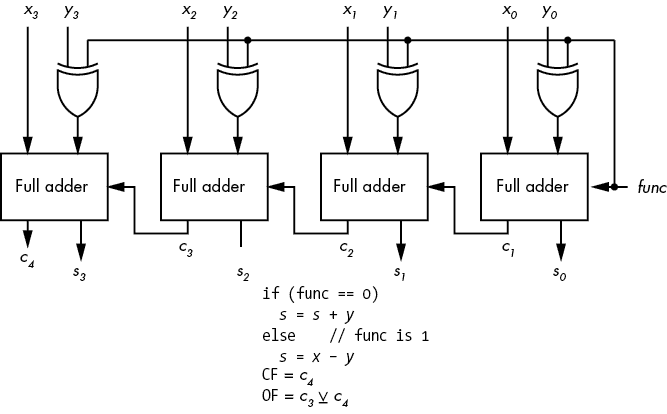 x₃ y₃ x₂ y₂ x₁ y₁ x₀ y₀
Full adder Full adder Full adder Full adder func
c₄ s₃ c₃ s₂ c₂ s₁ c₁ s₀
if (func == 0)
s = s + y
else // func is 1
s = x – y
CF = c₄
OF = c₃ ⊻ c₄